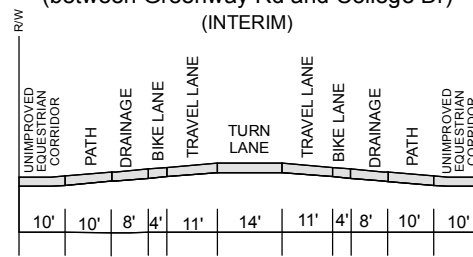 (between Greenway Rd and College Dr)
(INTERIM)
R/W
UNIMPROVED
EQUESTRIAN
CORRIDOR
PATH
DRAINAGE
BIKE LANE
TRAVEL LANE
TURN
LANE
TRAVEL LANE
BIKE LANE
DRAINAGE
PATH
UNIMPROVED
EQUESTRIAN
CORRIDOR
10' 10' 8' 4' 11' 14' 11' 4' 8' 10' 10'